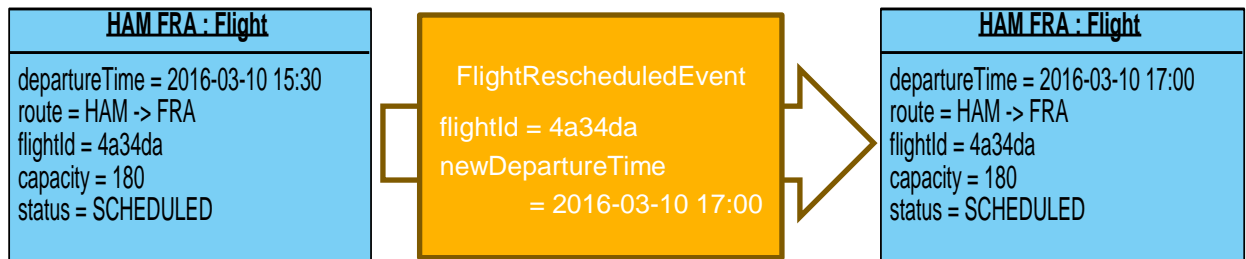 HAM FRA : Flight
departureTime = 2016-03-10 15:30
route = HAM -> FRA
flightId = 4a34da
capacity = 180
status = SCHEDULED
FlightRescheduledEvent
flightId = 4a34da
newDepartureTime
= 2016-03-10 17:00
HAM FRA : Flight
departureTime = 2016-03-10 17:00
route = HAM -> FRA
flightId = 4a34da
capacity = 180
status = SCHEDULED